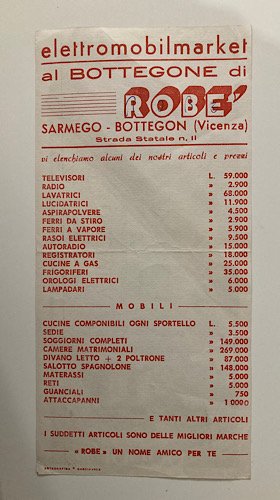 elettromobilmarket
al BOTTEGONE di
ROBE'
SARMEGO - BOTTEGON (Vicenza)
Strada Statale n. 11
vi elenchiamo alcuni dei nostri articoli e prezzi
TELEVISORI L. 59.000
RADIO » 2.900
LAVATRICI » 68.000
LUCIDATRICI » 11.900
ASPIRAPOLVERE » 4.500
FERRI DA STIRO » 2.900
FERRI A VAPORE » 5.900
RASOI ELETTRICI » 9.500
AUTORADIO » 15.000
REGISTRATORI » 18.000
CUCINE A GAS » 25.000
FRIGORIFERI » 35.000
OROLOGI ELETTRICI » 6.000
LAMPADARI » 5.000
— MOBILI —
CUCINE COMPONIBILI OGNI SPORTELLO L. 5.500
SEDIE » 3.500
SOGGIORNI COMPLETI » 149.000
CAMERE MATRIMONIALI » 269.000
DIVANO LETTO + 2 POLTRONE » 87.000
SALOTTO SPAGNOLONE » 148.000
MATERASSI » 5.000
RETI » 5.000
GUANCIALI » 750
ATTACCAPANNI » 1 000
E TANTI ALTRI ARTICOLI
I SUDDETTI ARTICOLI SONO DELLE MIGLIORI MARCHE
— «ROBE» UN NOME AMICO PER TE —